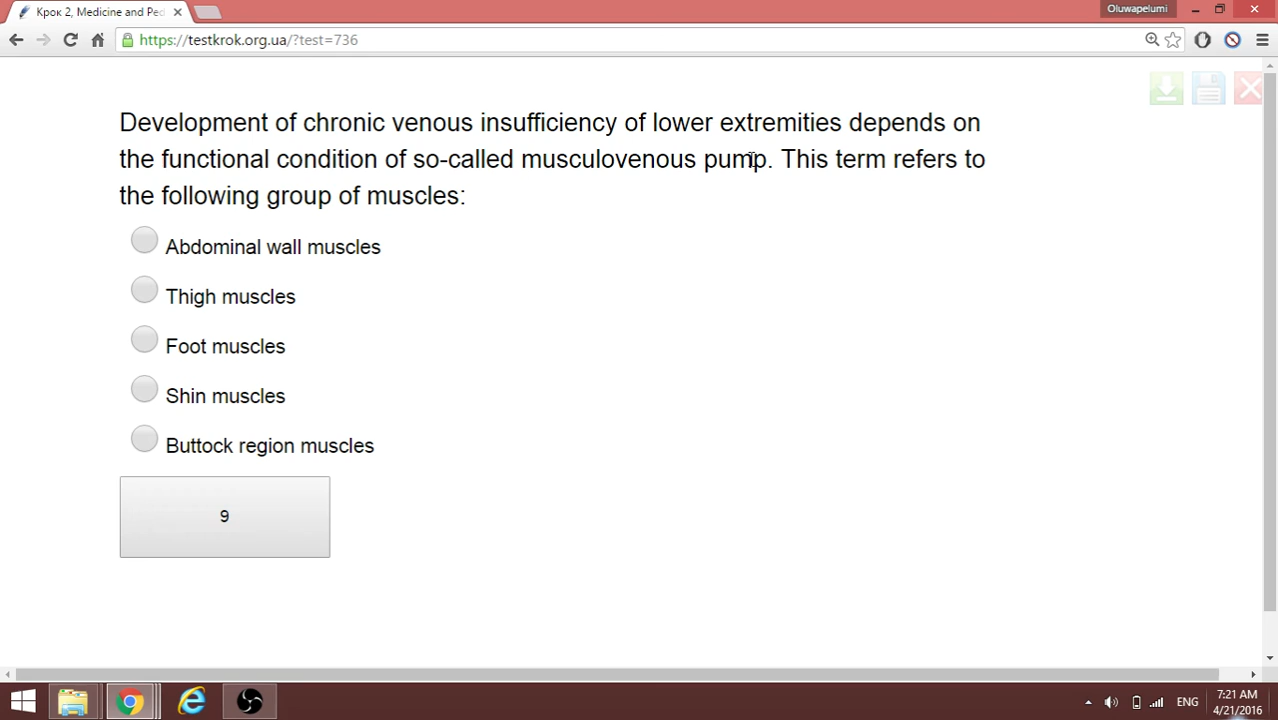 Крок 2, Medicine and Ped
Oluwapelumi
https://testkrok.org.ua/?test=736
Development of chronic venous insufficiency of lower extremities depends on
the functional condition of so-called musculovenous pump. This term refers to
the following group of muscles:
Abdominal wall muscles
Thigh muscles
Foot muscles
Shin muscles
Buttock region muscles
9
ENG
7:21 AM
4/21/2016